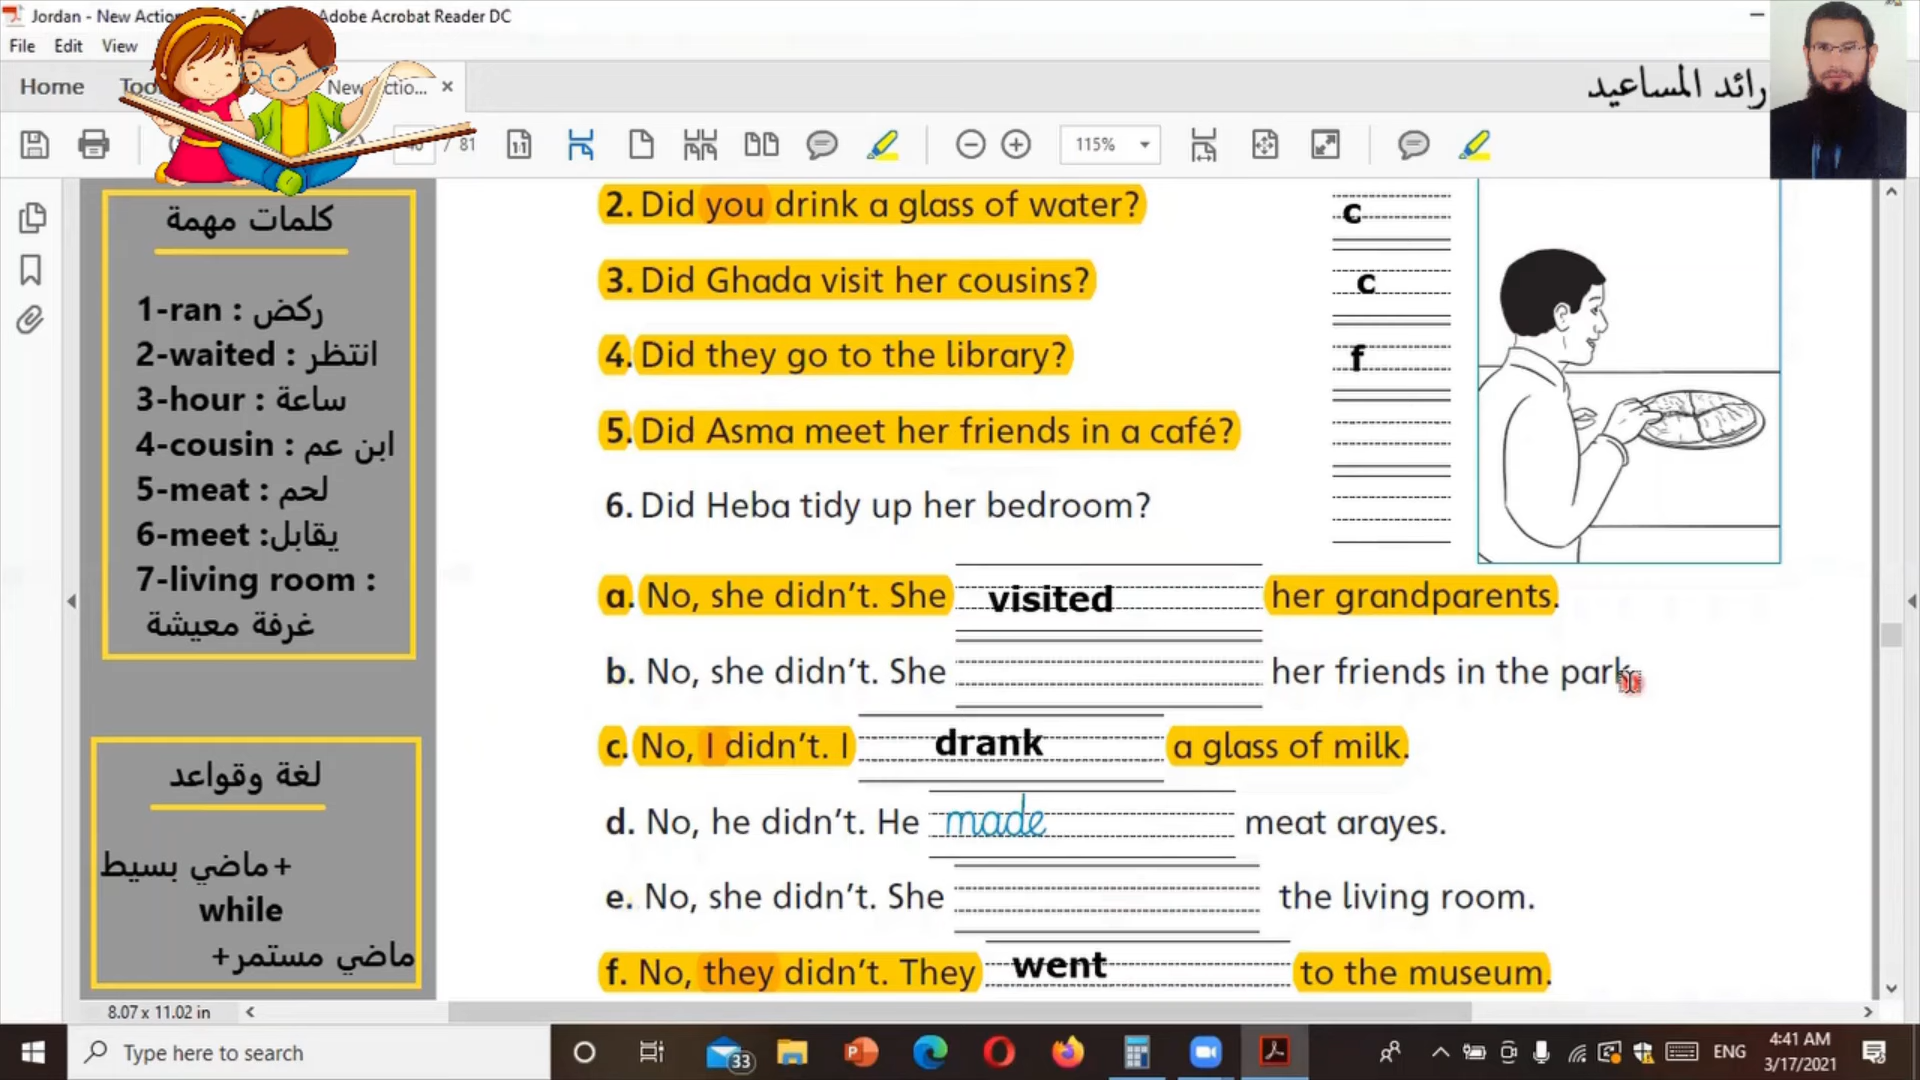 Jordan - New Action
Adobe Acrobat Reader DC
File Edit View
Home
New
ctio...
رائد المساعيد
/ 81
115%
كلمات مهمة
1-ran : ركض
2-waited : انتظر
3-hour : ساعة
4-cousin : ابن عم
5-meat : لحم
6-meet: يقابل
7-living room :
غرفة معيشة
لغة وقواعد
ماضي بسيط+
while
+ماضي مستمر
2. Did you drink a glass of water?
c
3. Did Ghada visit her cousins?
c
4. Did they go to the library?
f
5. Did Asma meet her friends in a café?
6. Did Heba tidy up her bedroom?
a. No, she didn't. She visited her grandparents.
b. No, she didn't. She her friends in the park
c. No, I didn't. I drank a glass of milk.
d. No, he didn't. He made meat arayes.
e. No, she didn't. She the living room.
f. No, they didn't. They went to the museum.
8.07 x 11.02 in
Type here to search
33
ENG
4:41 AM
3/17/2021